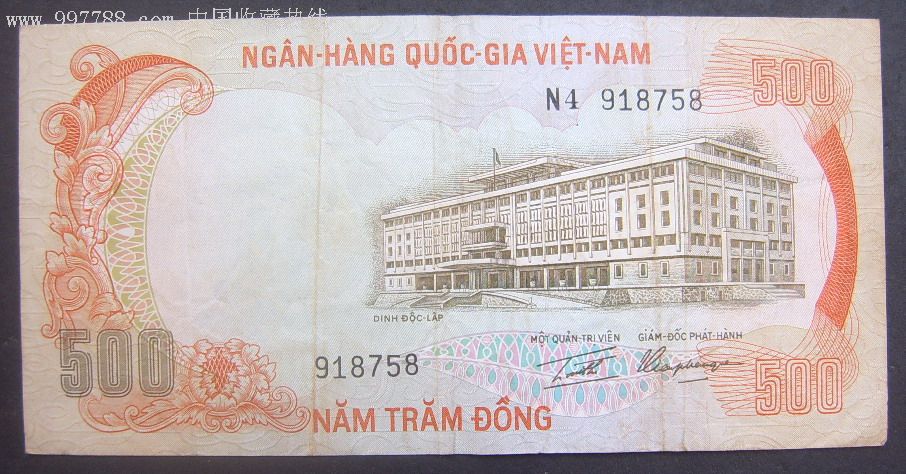 www.997788.com 中国收藏热线
NGÂN-HÀNG QUỐC-GIA VIỆT-NAM
500
N4 918758
DINH ĐỘC-LẬP
MỘT QUẢN-TRỊ VIÊN GIÁM-ĐỐC PHÁT-HÀNH
500 918758 500
NĂM TRĂM ĐỒNG